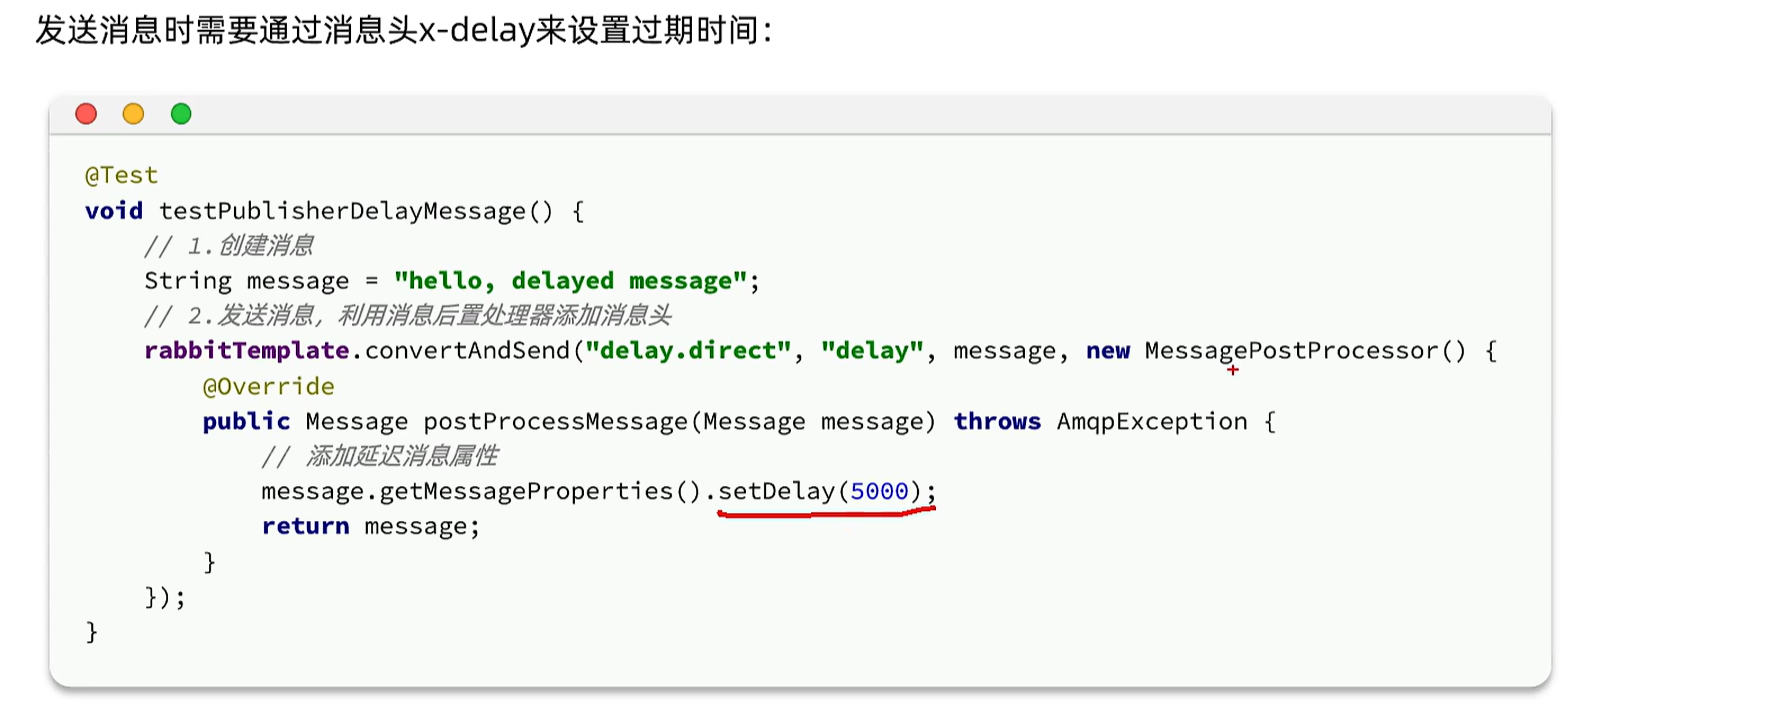 发送消息时需要通过消息头x-delay来设置过期时间：
@Test
void testPublisherDelayMessage() {
// 1.创建消息
String message = "hello, delayed message";
// 2.发送消息，利用消息后置处理器添加消息头
rabbitTemplate.convertAndSend("delay.direct", "delay", message, new MessagePostProcessor() {
@Override
public Message postProcessMessage(Message message) throws AmqpException {
// 添加延迟消息属性
message.getMessageProperties().setDelay(5000);
return message;
}
});
}